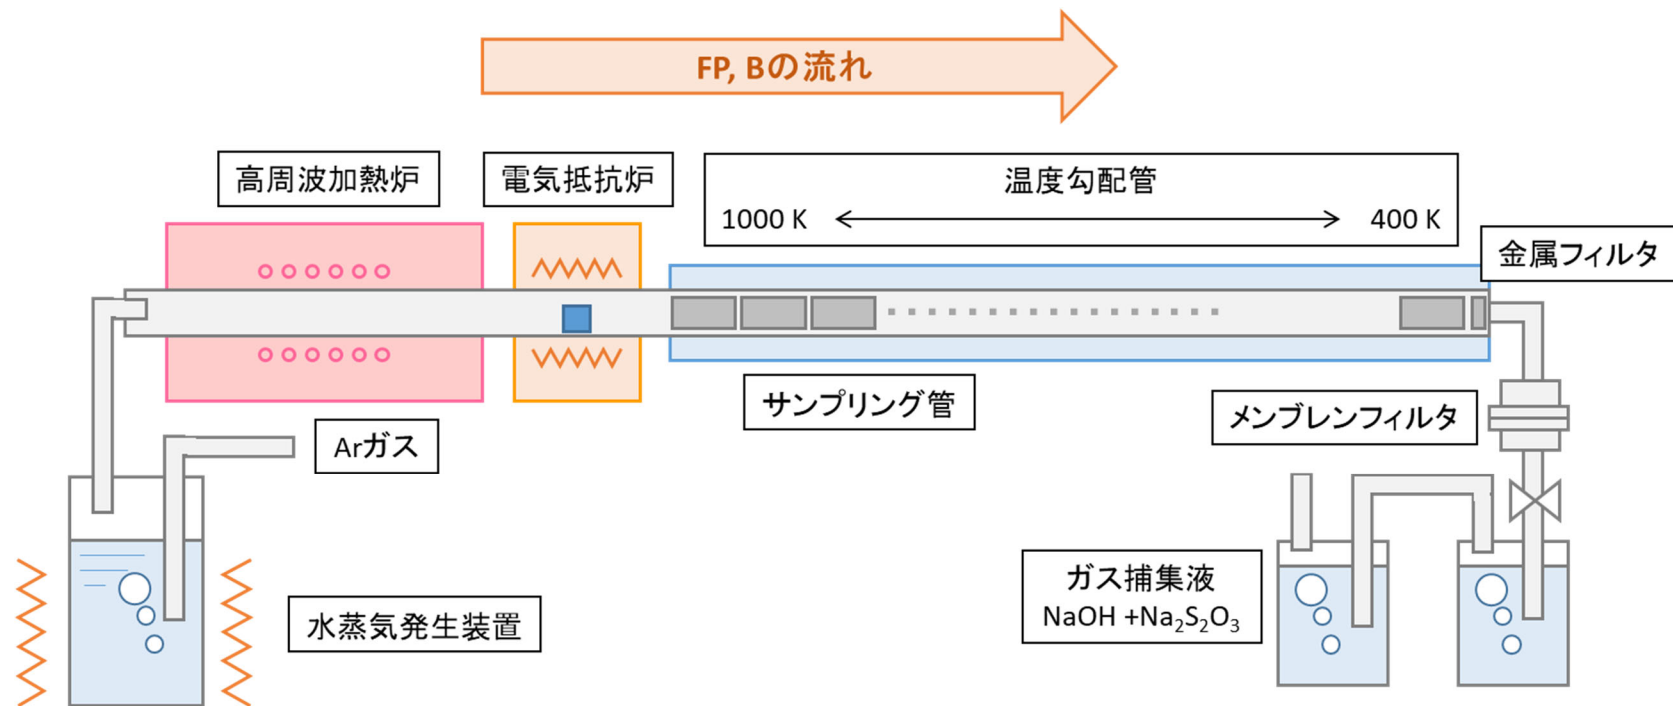 FP, Bの流れ
高周波加熱炉
電気抵抗炉
温度勾配管
1000 K
400 K
金属フィルタ
サンプリング管
メンブレンフィルタ
Arガス
水蒸気発生装置
ガス捕集液
NaOH +Na₂S₂O₃